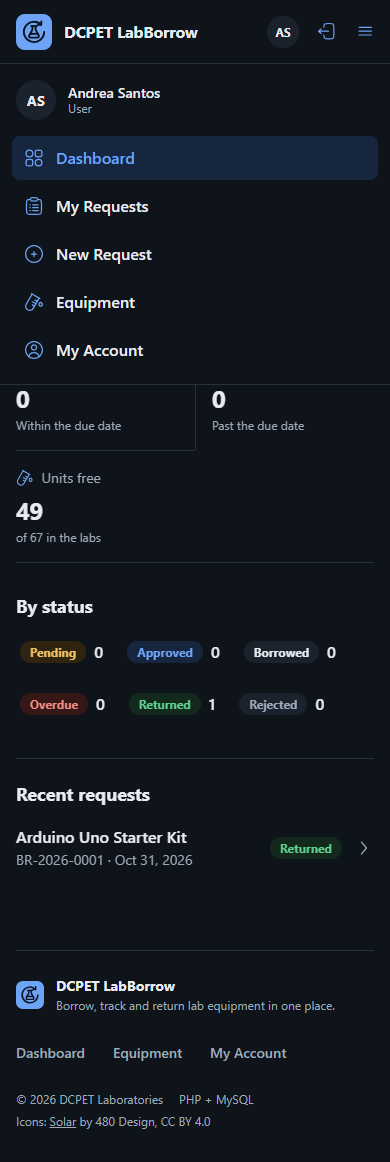 DCPET LabBorrow AS
AS Andrea Santos
User
Dashboard
My Requests
New Request
Equipment
My Account
0 0
Within the due date Past the due date
Units free
49
of 67 in the labs
By status
Pending 0 Approved 0 Borrowed 0
Overdue 0 Returned 1 Rejected 0
Recent requests
Arduino Uno Starter Kit
BR-2026-0001 · Oct 31, 2026 Returned
DCPET LabBorrow
Borrow, track and return lab equipment in one place.
Dashboard Equipment My Account
© 2026 DCPET Laboratories PHP + MySQL
Icons: Solar by 480 Design, CC BY 4.0